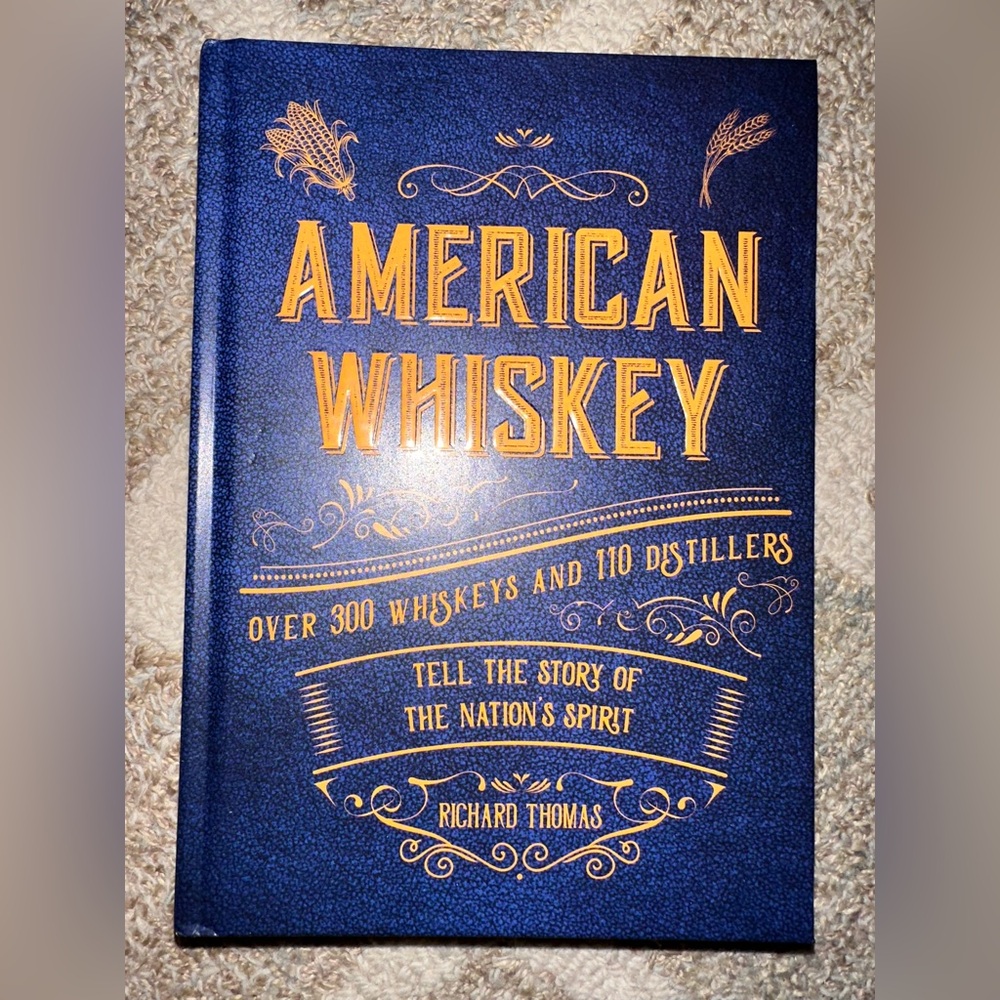 AMERICAN
WHISKEY
OVER 300 WHISKEYS AND 110 DISTILLERS
TELL THE STORY OF
THE NATION'S SPIRIT
RICHARD THOMAS